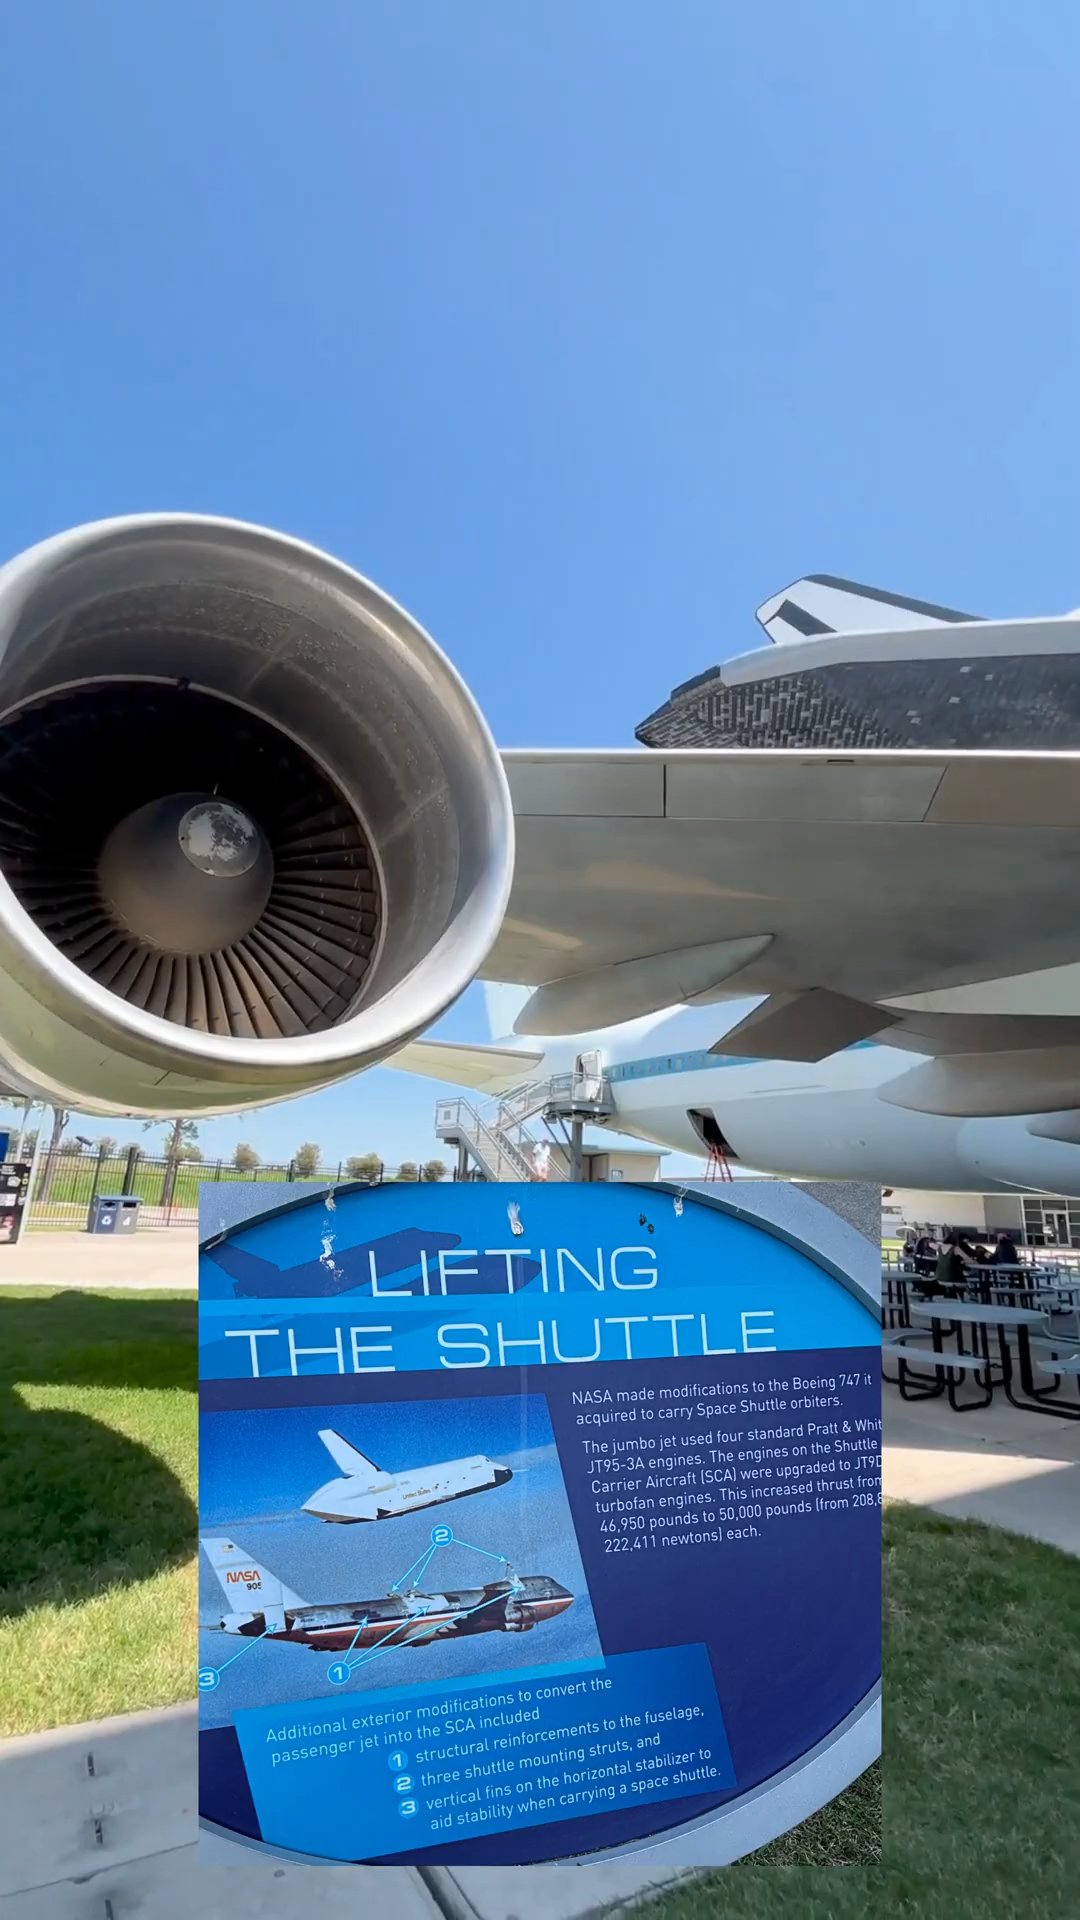 LIFTING
THE SHUTTLE
NASA made modifications to the Boeing 747 it
acquired to carry Space Shuttle orbiters.
The jumbo jet used four standard Pratt & Whit
JT95-3A engines. The engines on the Shuttle
Carrier Aircraft (SCA) were upgraded to JT9D
turbofan engines. This increased thrust from
46,950 pounds to 50,000 pounds (from 208,8
222,411 newtons) each.
United States
2
NASA
905
3
1
Additional exterior modifications to convert the
passenger jet into the SCA included
1 structural reinforcements to the fuselage,
2 three shuttle mounting struts, and
3 vertical fins on the horizontal stabilizer to
aid stability when carrying a space shuttle.